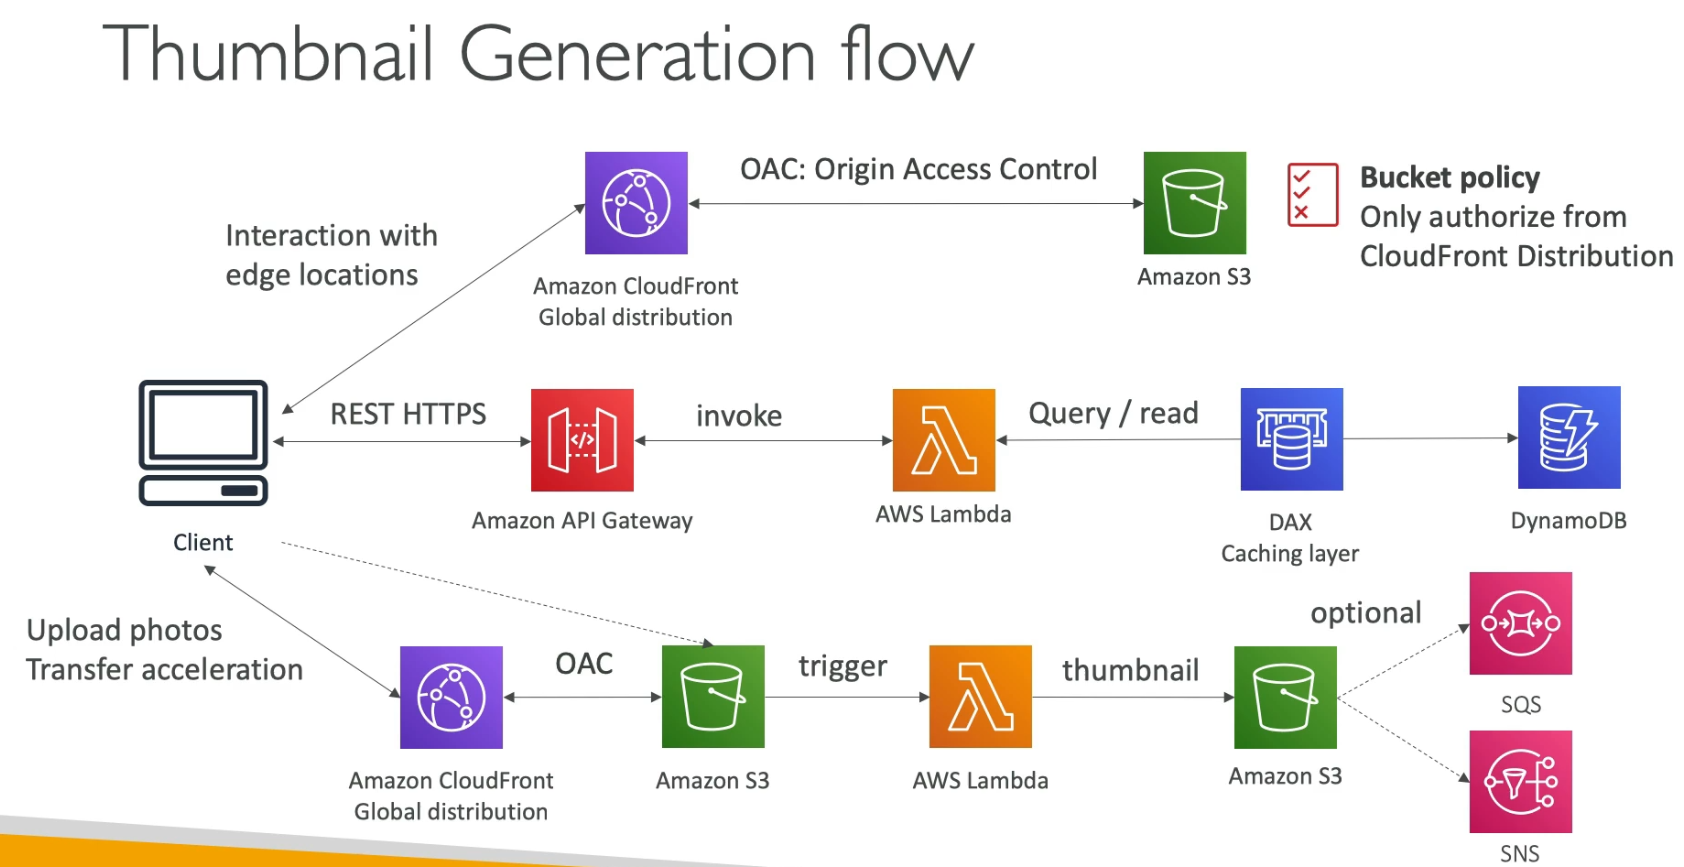 Thumbnail Generation flow
OAC: Origin Access Control
Bucket policy
Only authorize from
CloudFront Distribution
Interaction with
edge locations
Amazon CloudFront
Global distribution
Amazon S3
REST HTTPS
invoke
Query / read
Client
Amazon API Gateway
AWS Lambda
DAX
Caching layer
DynamoDB
Upload photos
Transfer acceleration
OAC
trigger
thumbnail
optional
Amazon CloudFront
Global distribution
Amazon S3
AWS Lambda
Amazon S3
SQS
SNS